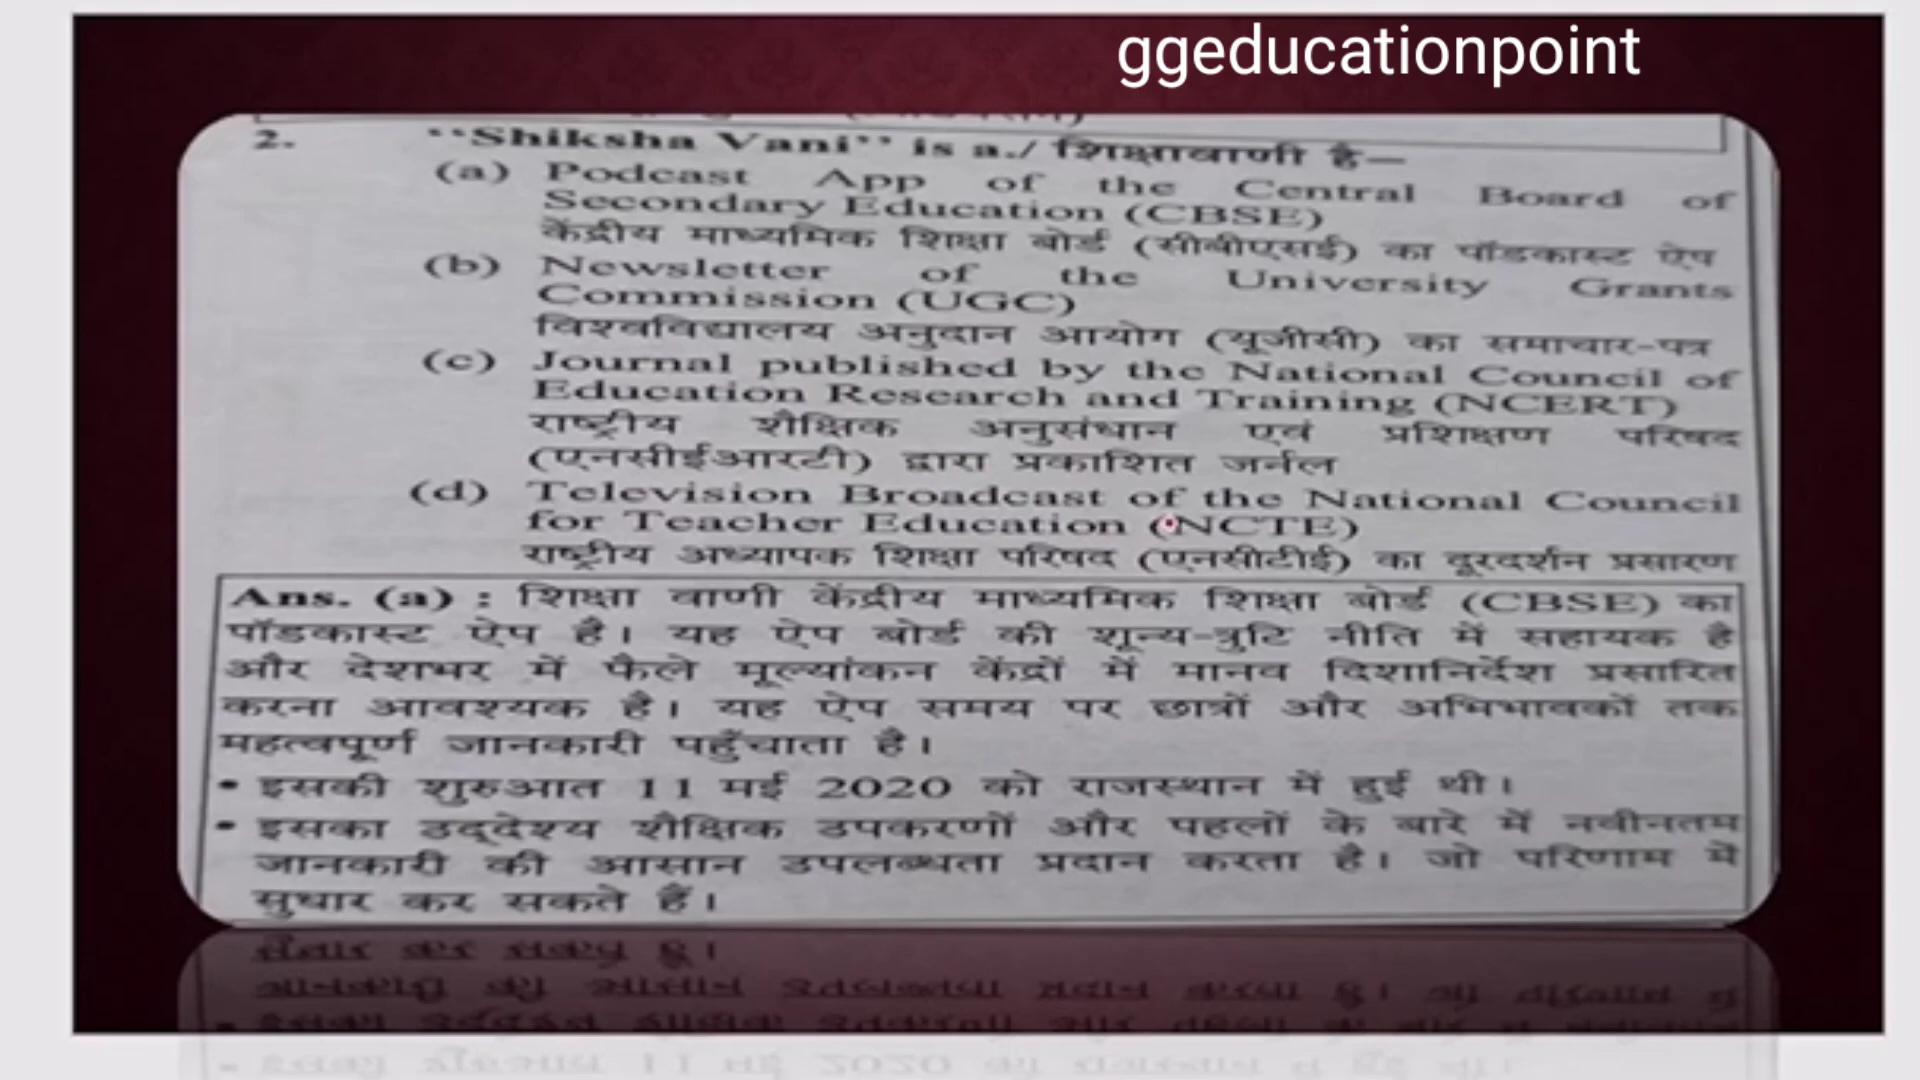 ggeducationpoint
2. “Shiksha Vani” is a./ शिक्षावाणी है—
(a) Podcast App of the Central Board of
Secondary Education (CBSE)
केंद्रीय माध्यमिक शिक्षा बोर्ड (सीबीएसई) का पॉडकास्ट ऐप
(b) Newsletter of the University Grants
Commission (UGC)
विश्वविद्यालय अनुदान आयोग (यूजीसी) का समाचार-पत्र
(c) Journal published by the National Council of
Education Research and Training (NCERT)
राष्ट्रीय शैक्षिक अनुसंधान एवं प्रशिक्षण परिषद
(एनसीईआरटी) द्वारा प्रकाशित जर्नल
(d) Television Broadcast of the National Council
for Teacher Education (NCTE)
राष्ट्रीय अध्यापक शिक्षा परिषद (एनसीटीई) का दूरदर्शन प्रसारण
Ans. (a) : शिक्षा वाणी केंद्रीय माध्यमिक शिक्षा बोर्ड (CBSE) का
पॉडकास्ट ऐप है। यह ऐप बोर्ड की शून्य-त्रुटि नीति में सहायक है
और देशभर में फैले मूल्यांकन केंद्रों में मानव दिशानिर्देश प्रसारित
करना आवश्यक है। यह ऐप समय पर छात्रों और अभिभावकों तक
महत्वपूर्ण जानकारी पहुँचाता है।
• इसकी शुरुआत 11 मई 2020 को राजस्थान में हुई थी।
• इसका उद्देश्य शैक्षिक उपकरणों और पहलों के बारे में नवीनतम
जानकारी की आसान उपलब्धता प्रदान करता है। जो परिणाम में
सुधार कर सकते हैं।